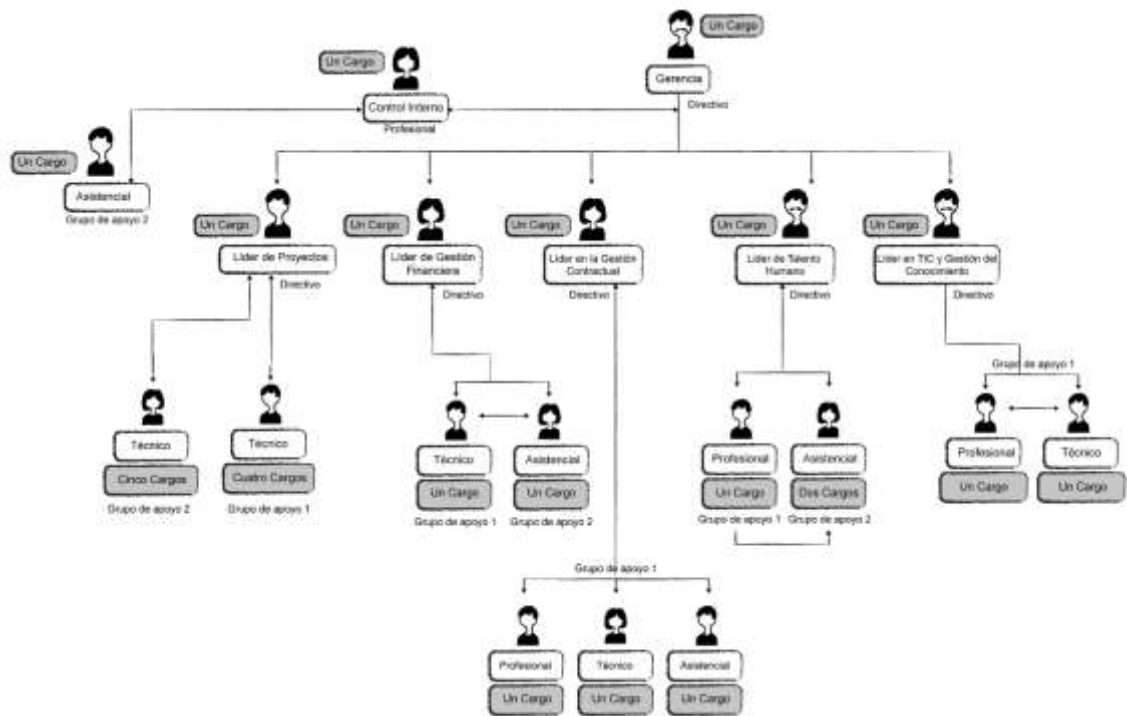 Un Cargo
Gerencia
Directivo
Un Cargo
Control Interno
Profesional
Un Cargo
Asistencial
Grupo de apoyo 2
Un Cargo
Líder de Proyectos
Directivo
Un Cargo
Líder de Gestión
Financiera
Directivo
Un Cargo
Líder en la Gestión
Contractual
Directivo
Un Cargo
Líder de Talento
Humano
Directivo
Un Cargo
Líder en TIC y Gestión del
Conocimiento
Directivo
Técnico
Cinco Cargos
Grupo de apoyo 2
Técnico
Cuatro Cargos
Grupo de apoyo 1
Técnico
Un Cargo
Grupo de apoyo 1
Asistencial
Un Cargo
Grupo de apoyo 2
Profesional
Un Cargo
Grupo de apoyo 1
Asistencial
Dos Cargos
Grupo de apoyo 2
Grupo de apoyo 1
Profesional
Un Cargo
Técnico
Un Cargo
Grupo de apoyo 1
Profesional
Un Cargo
Técnico
Un Cargo
Asistencial
Un Cargo